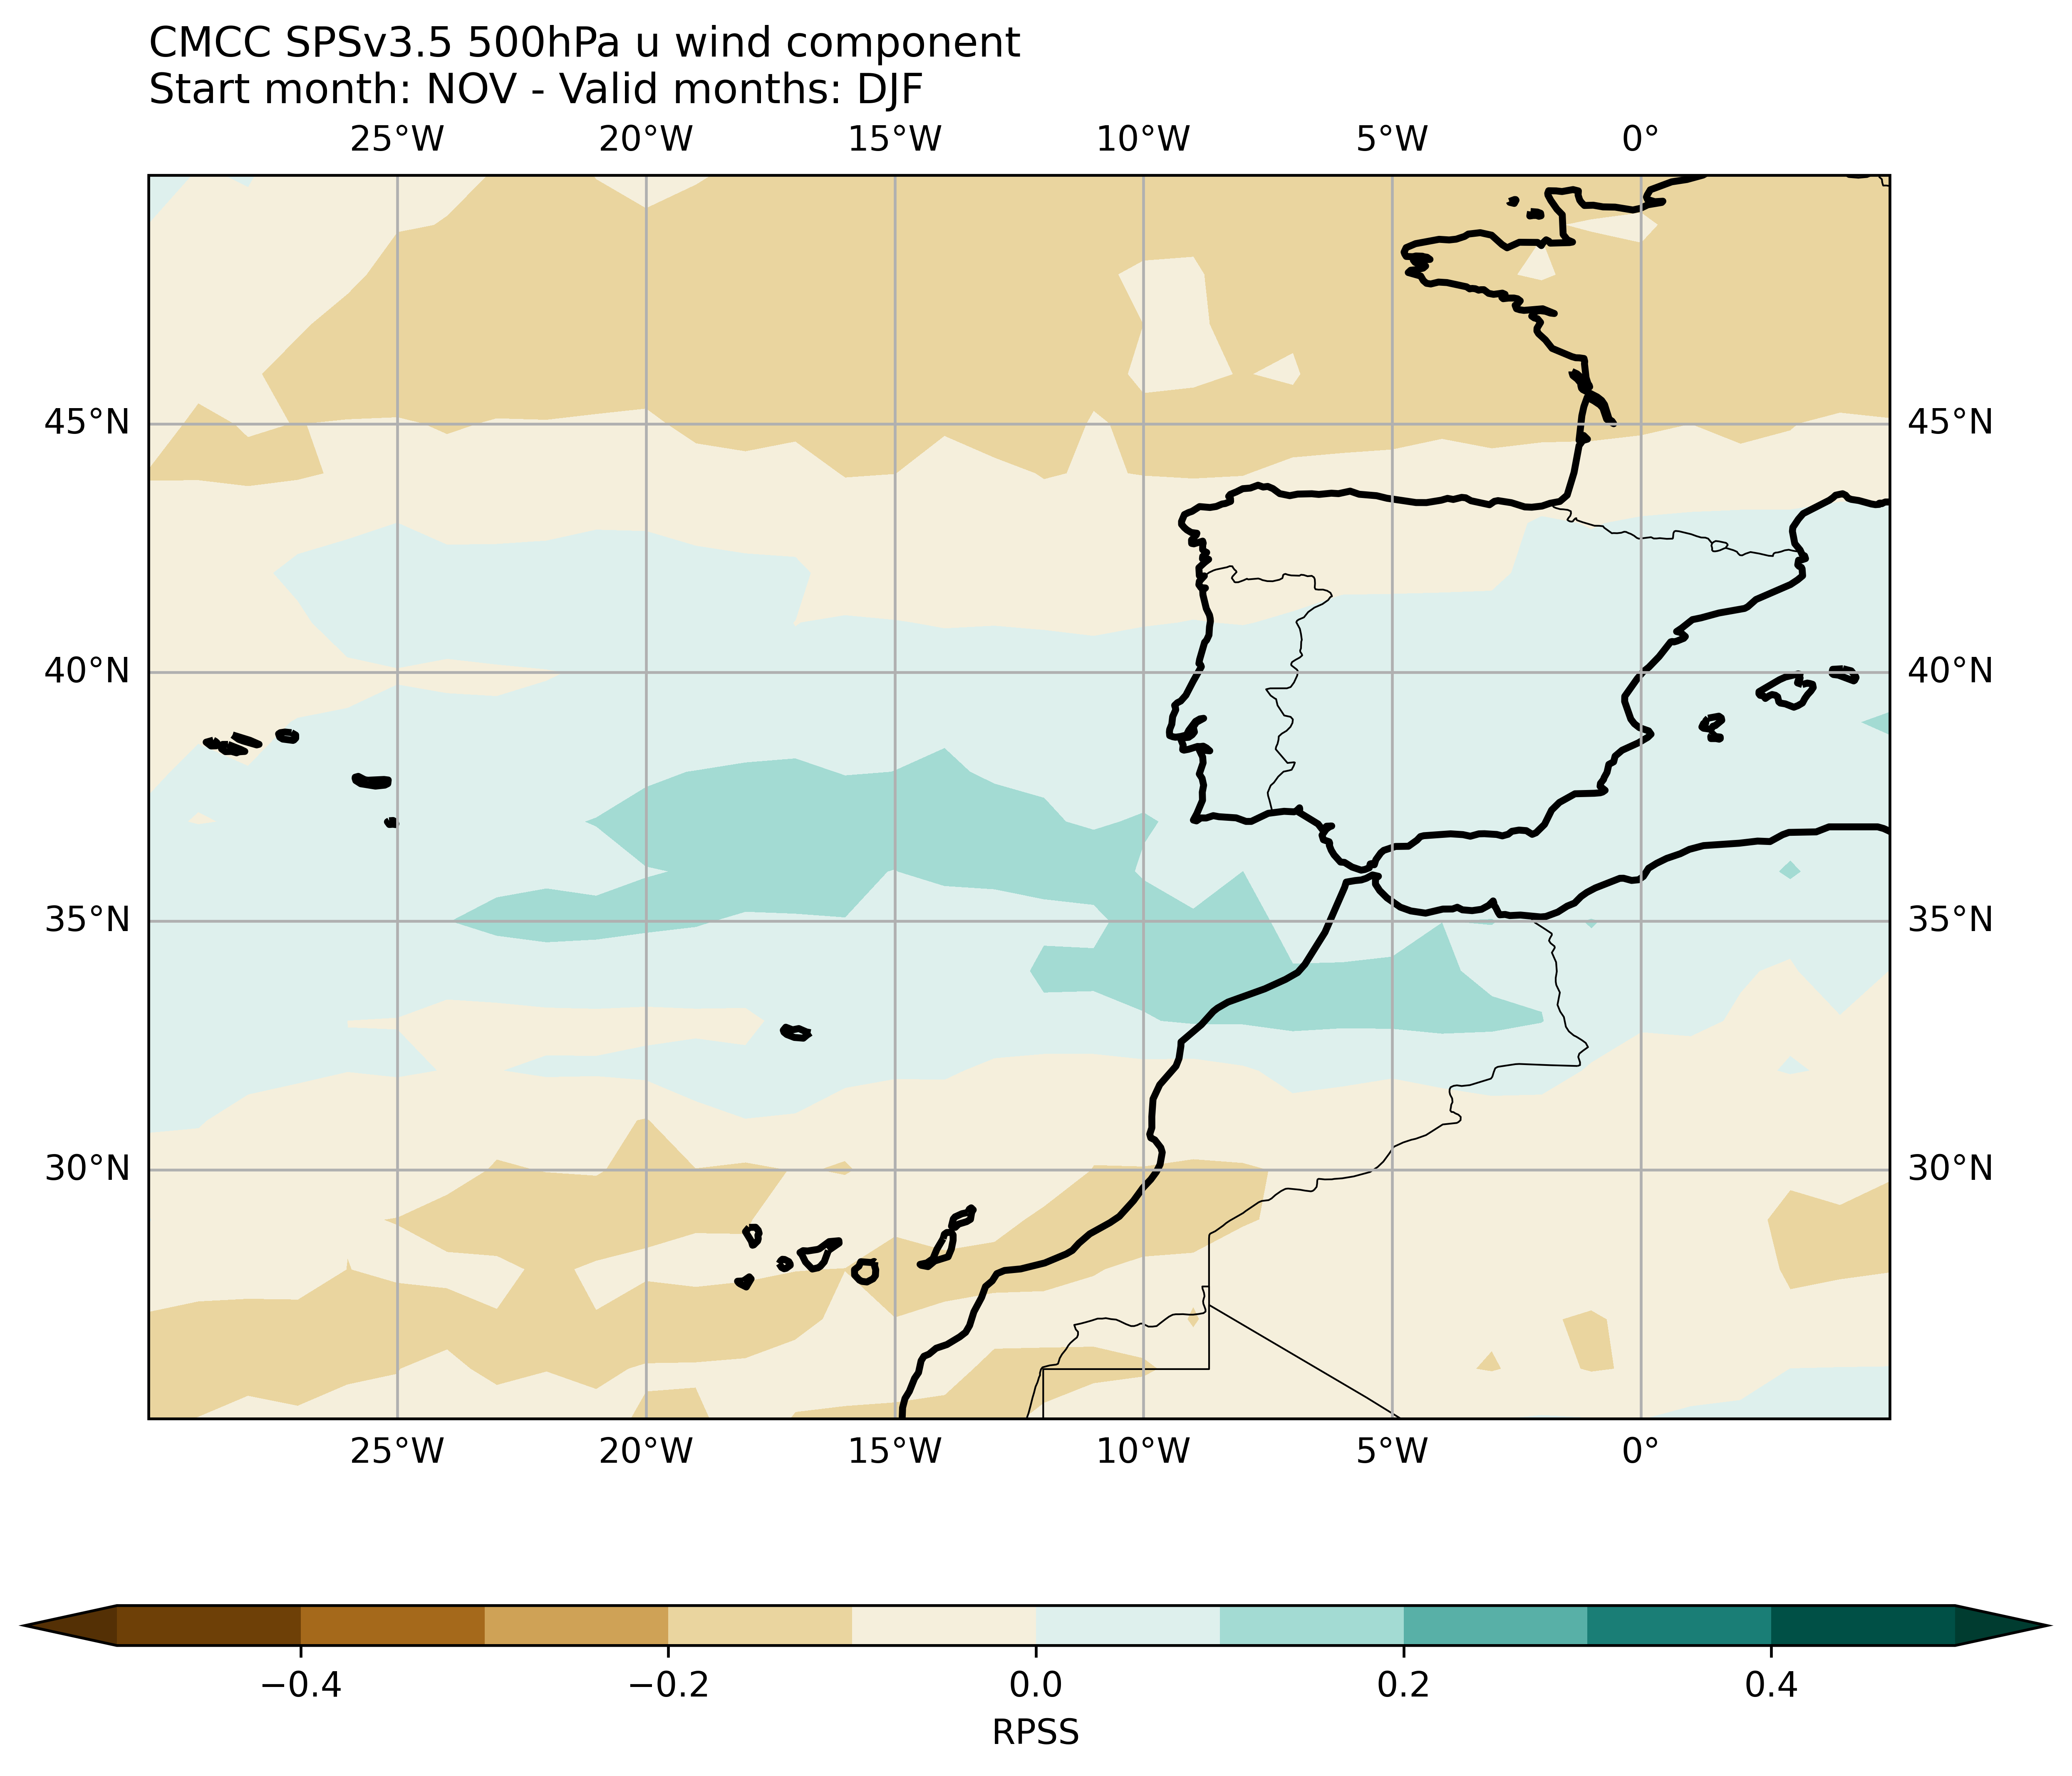 CMCC SPSv3.5 500hPa u wind component
Start month: NOV - Valid months: DJF
25°W 20°W 15°W 10°W 5°W 0°
45°N 45°N
40°N 40°N
35°N 35°N
30°N 30°N
25°W 20°W 15°W 10°W 5°W 0°
−0.4 −0.2 0.0 0.2 0.4
RPSS